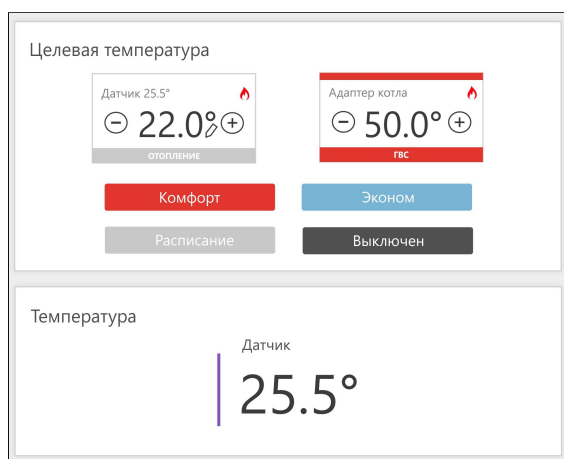 Целевая температура
Датчик 25.5°
22.0°
ОТОПЛЕНИЕ
Адаптер котла
50.0°
ГВС
Комфорт
Эконом
Расписание
Выключен
Температура
Датчик
25.5°